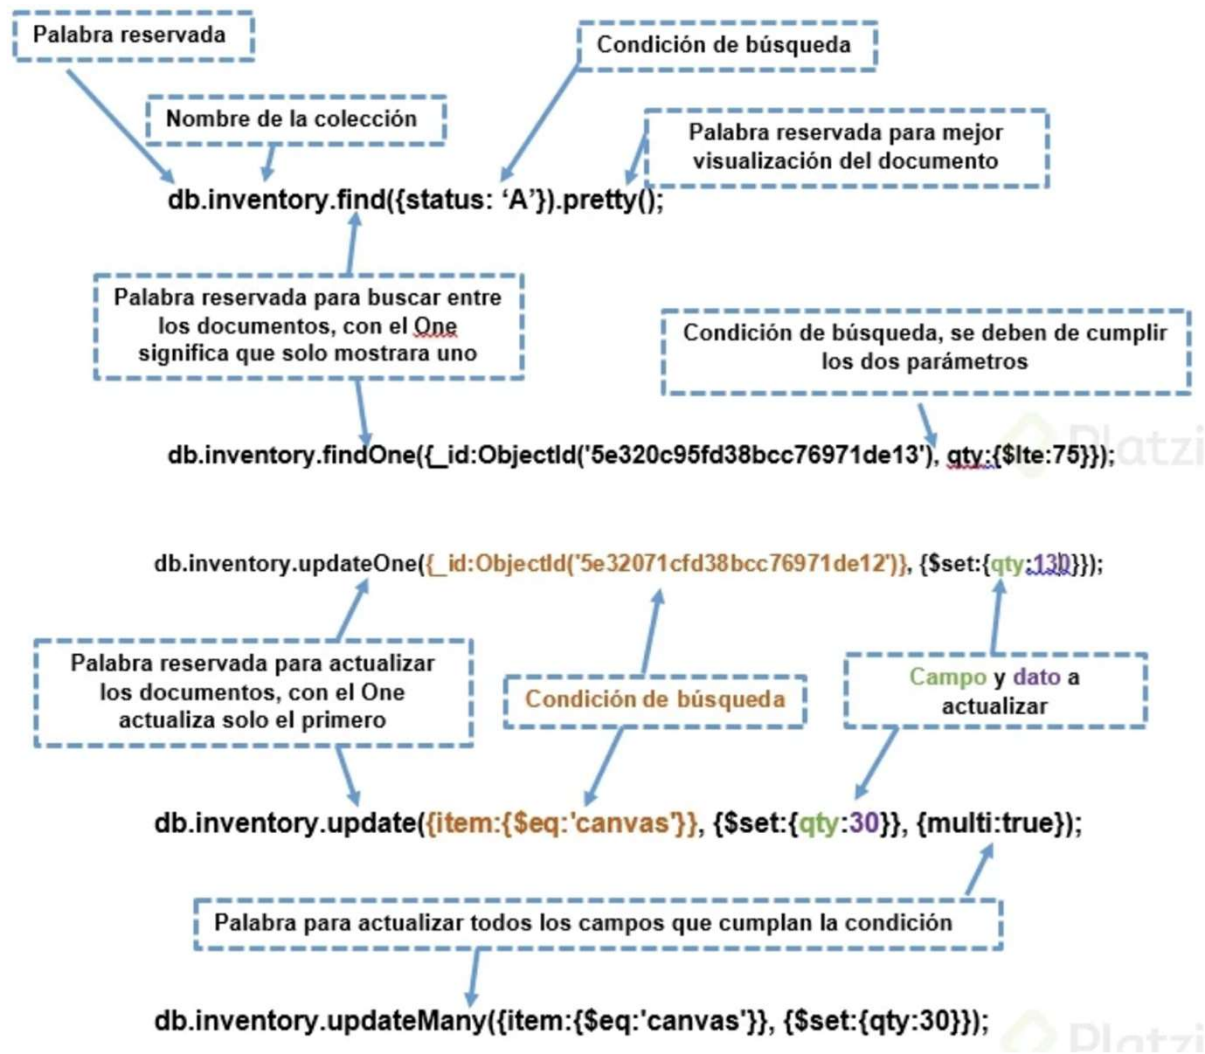 Palabra reservada
Condición de búsqueda
Nombre de la colección
Palabra reservada para mejor
visualización del documento
db.inventory.find({status: ‘A’}).pretty();
Palabra reservada para buscar entre
los documentos, con el One
significa que solo mostrara uno
Condición de búsqueda, se deben de cumplir
los dos parámetros
Platzi
db.inventory.findOne({_id:ObjectId('5e320c95fd38bcc76971de13'), qty:{$lte:75}});
db.inventory.updateOne({_id:ObjectId('5e32071cfd38bcc76971de12')}, {$set:{qty:130}});
Palabra reservada para actualizar
los documentos, con el One
actualiza solo el primero
Condición de búsqueda
Campo y dato a
actualizar
db.inventory.update({item:{$eq:'canvas'}}, {$set:{qty:30}}, {multi:true});
Palabra para actualizar todos los campos que cumplan la condición
db.inventory.updateMany({item:{$eq:'canvas'}}, {$set:{qty:30}});
Platzi